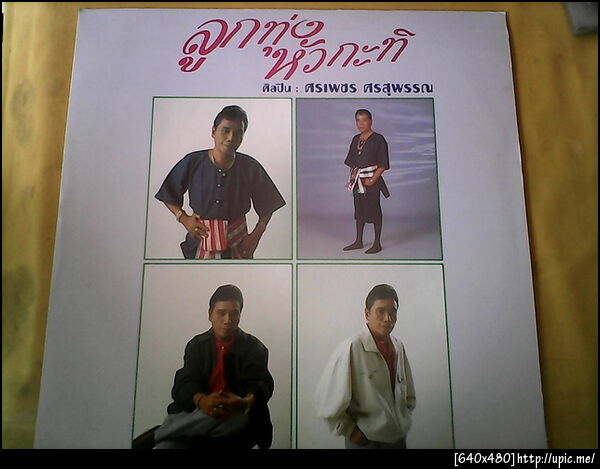 ลูกทุ่ง
หัวกะทิ
ศิลปิน : ศรเพชร ศรสุพรรณ
[640x480]http://upic.me/